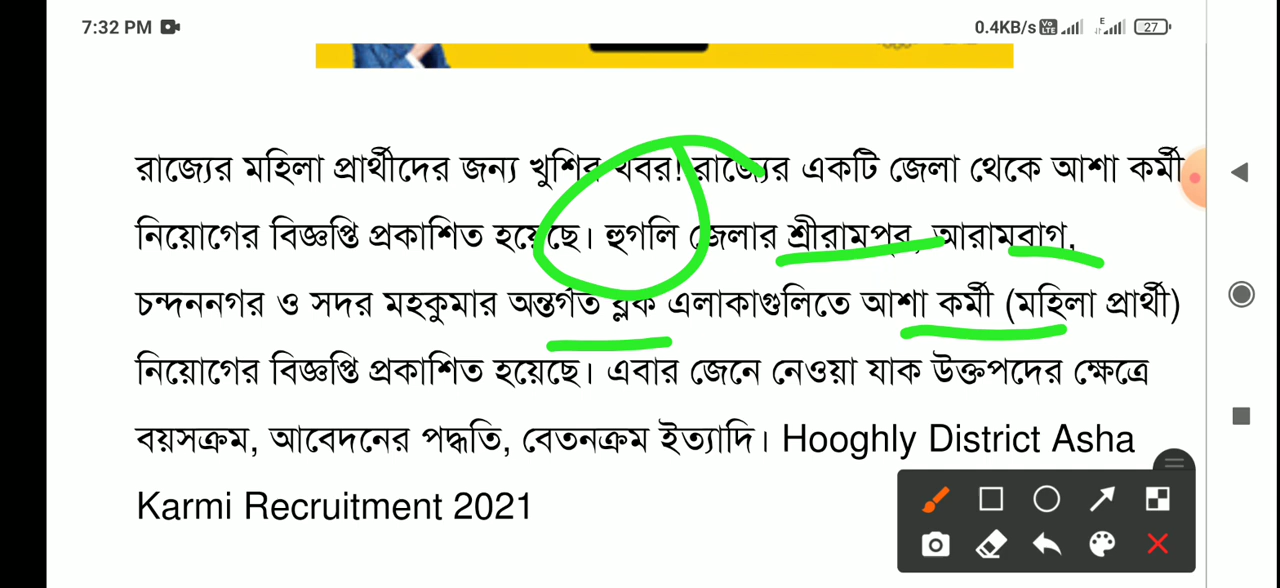 7:32 PM 0.4KB/s Vo LTE E 27
রাজ্যের মহিলা প্রার্থীদের জন্য খুশির খবর! রাজ্যের একটি জেলা থেকে আশা কর্মী
নিয়োগের বিজ্ঞপ্তি প্রকাশিত হয়েছে। হুগলি জেলার শ্রীরামপুর, আরামবাগ,
চন্দননগর ও সদর মহকুমার অন্তর্গত ব্লক এলাকাগুলিতে আশা কর্মী (মহিলা প্রার্থী)
নিয়োগের বিজ্ঞপ্তি প্রকাশিত হয়েছে। এবার জেনে নেওয়া যাক উক্তপদের ক্ষেত্রে
বয়সক্রম, আবেদনের পদ্ধতি, বেতনক্রম ইত্যাদি। Hooghly District Asha
Karmi Recruitment 2021